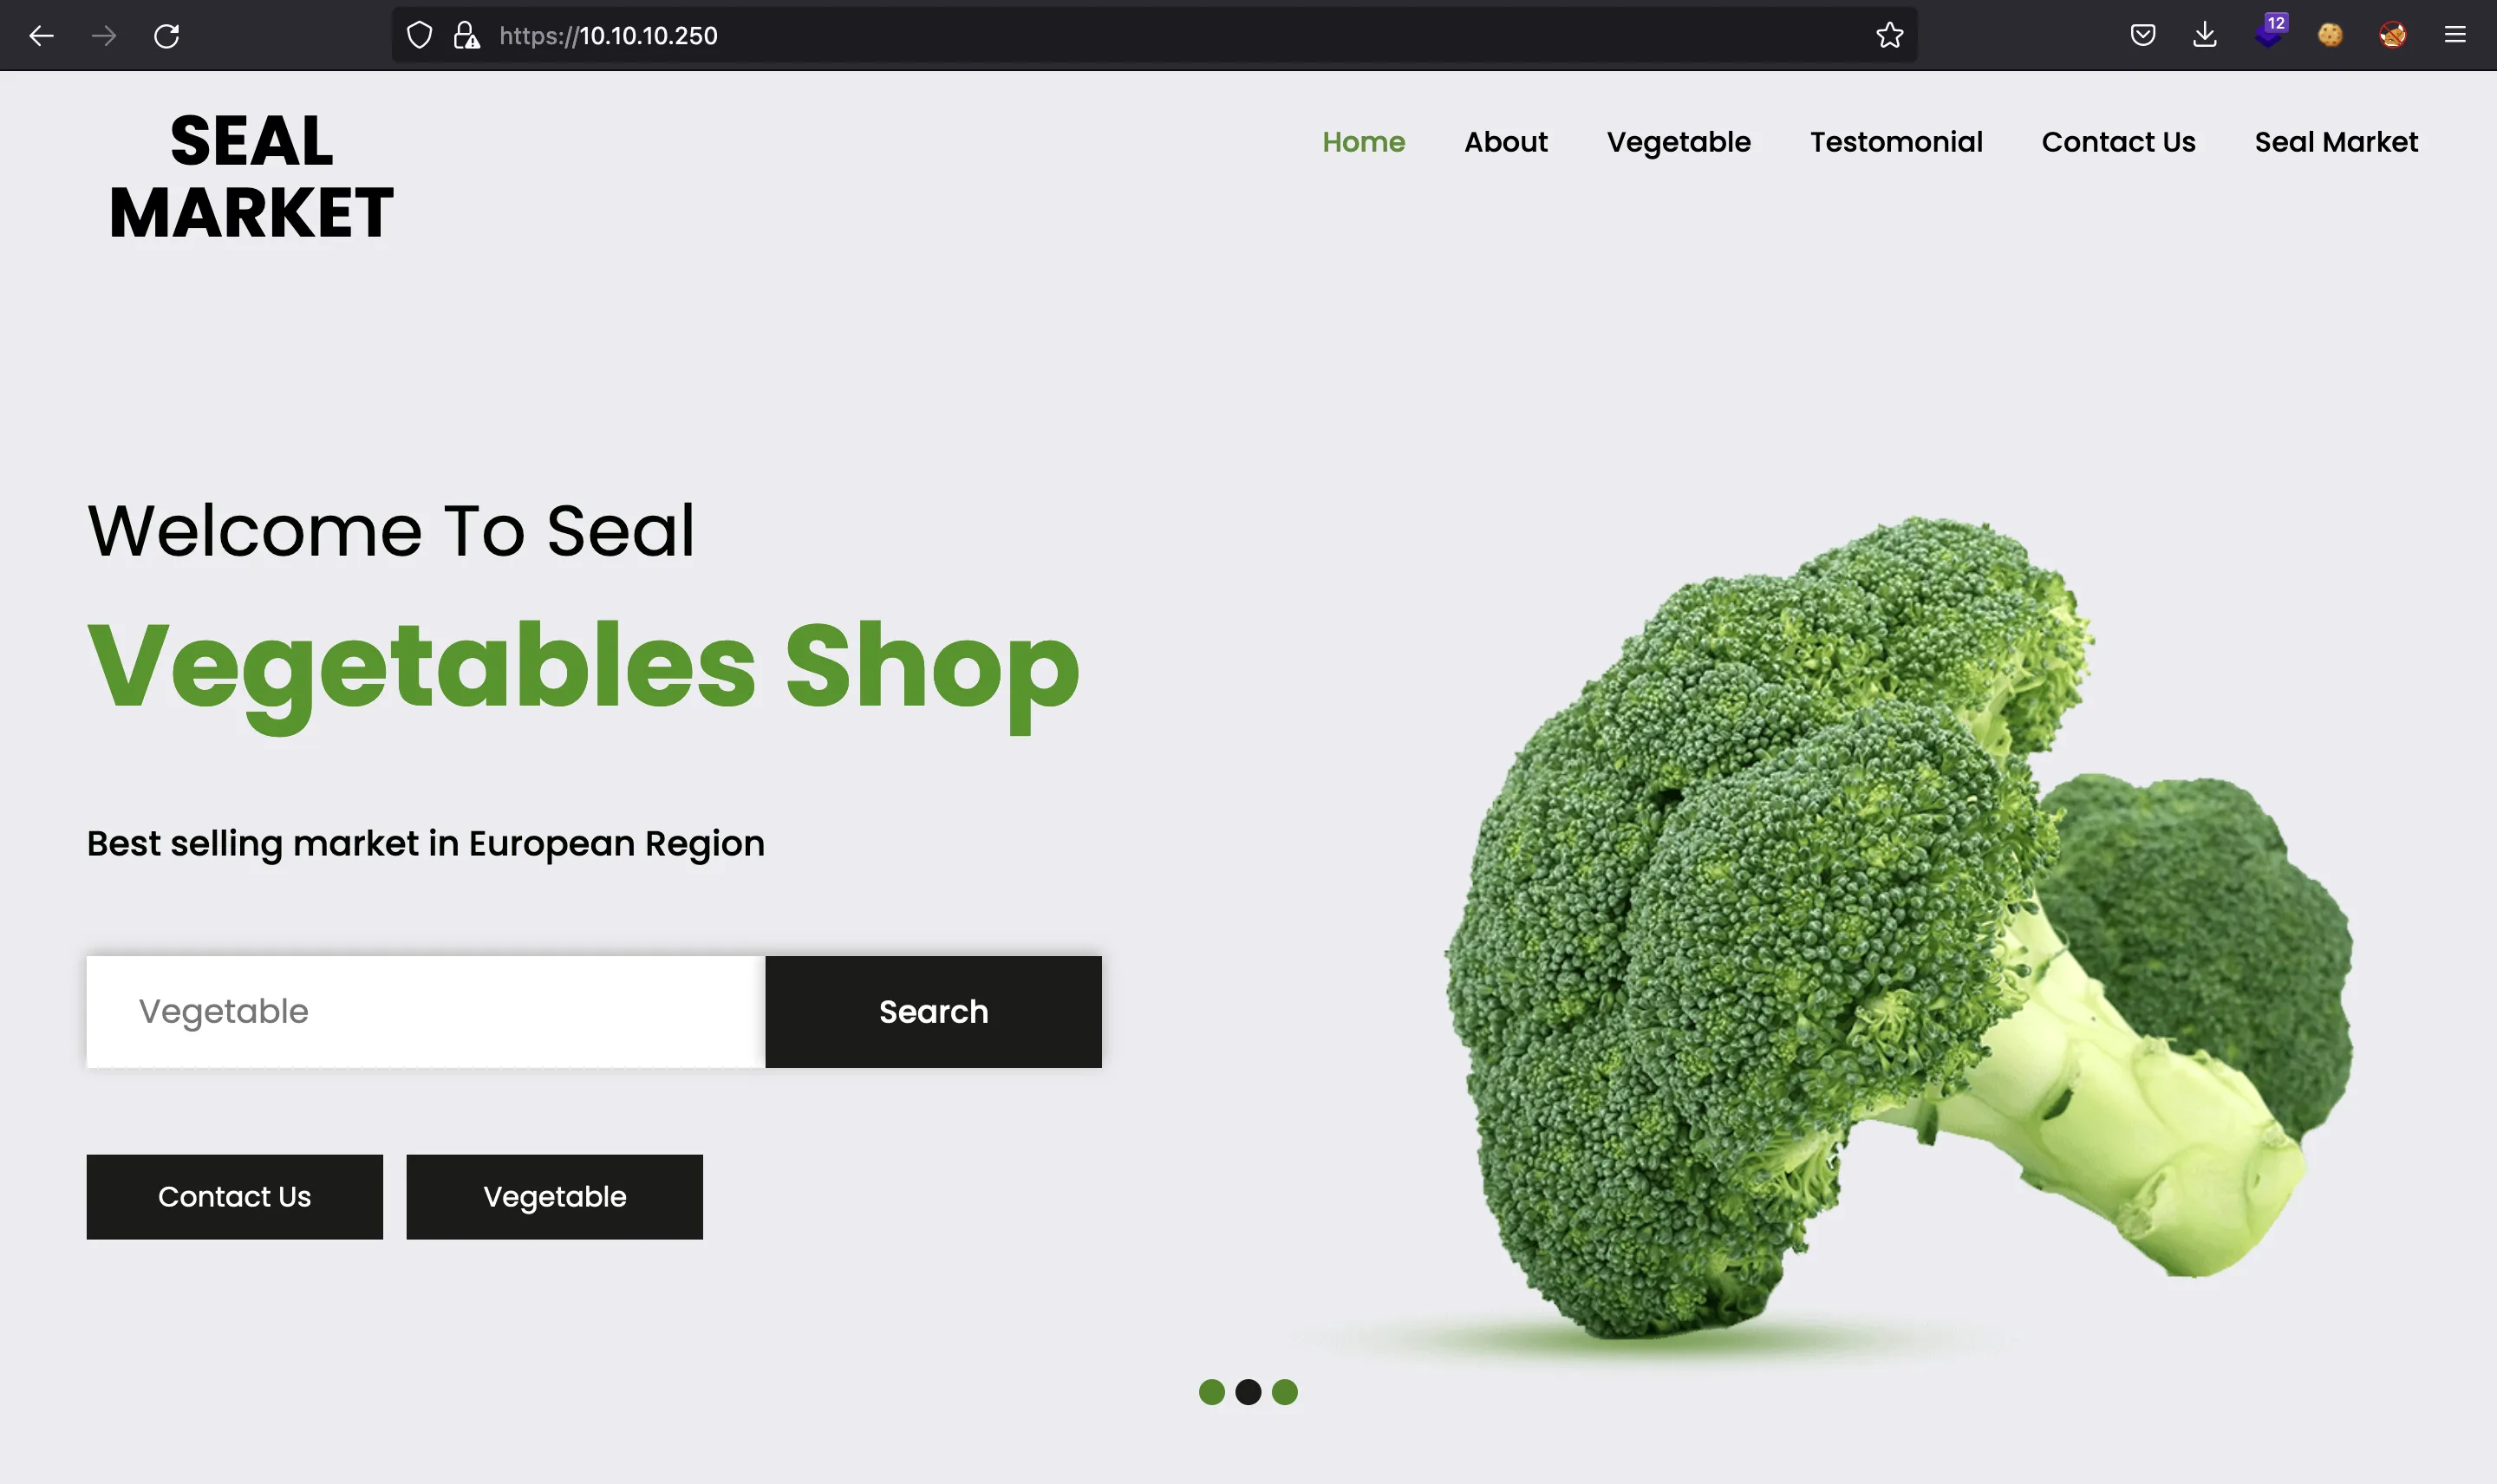 https://10.10.10.250
12
SEAL
MARKET
Home About Vegetable Testomonial Contact Us Seal Market
Welcome To Seal
Vegetables Shop
Best selling market in European Region
Vegetable Search
Contact Us Vegetable